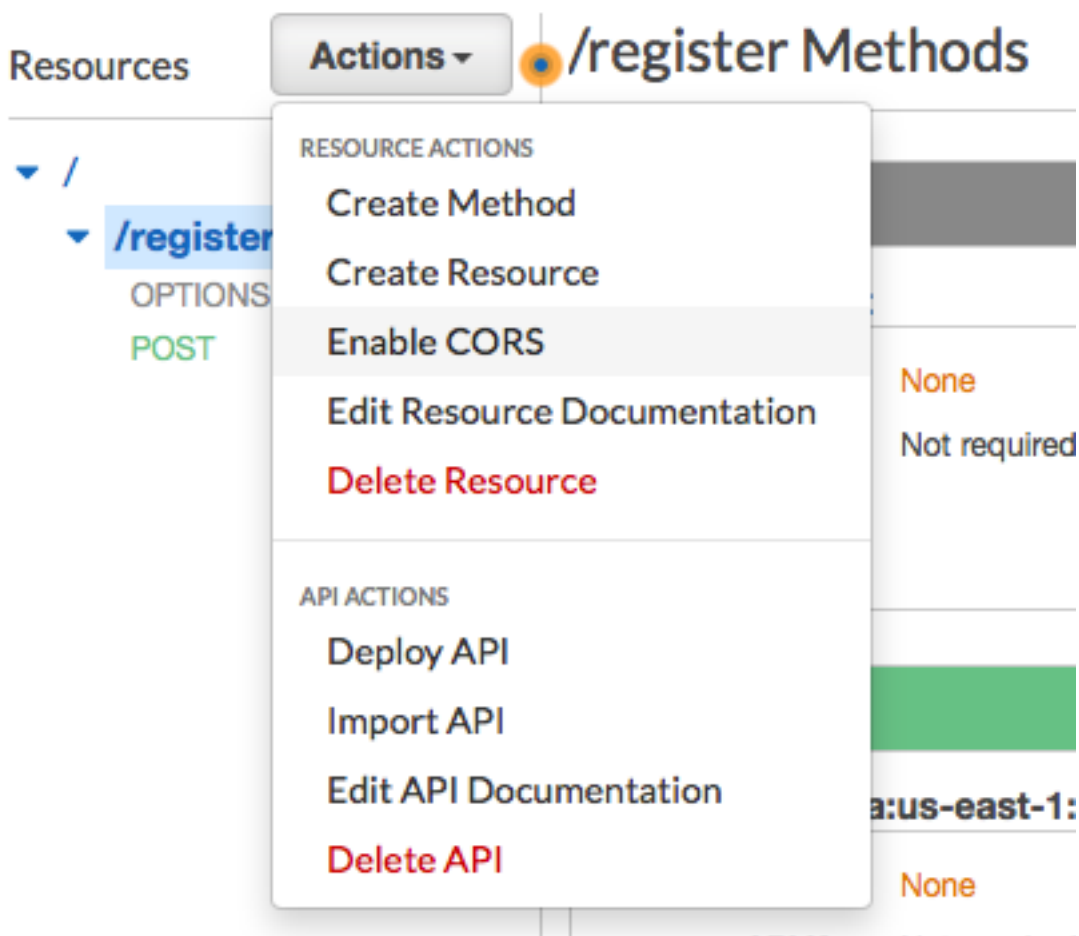 Resources
Actions
/register Methods
RESOURCE ACTIONS
/
Create Method
/register
Create Resource
OPTIONS
Enable CORS
POST
None
Edit Resource Documentation
Not required
Delete Resource
API ACTIONS
Deploy API
Import API
Edit API Documentation
a:us-east-1:
Delete API
None